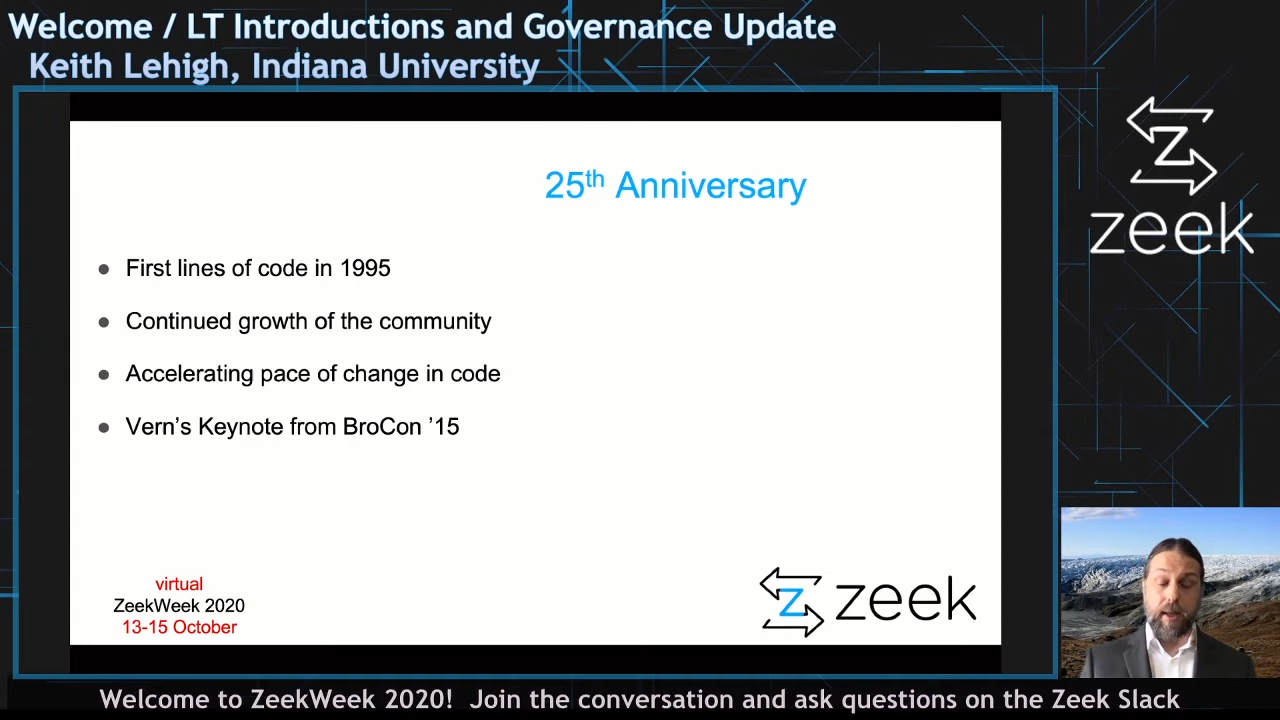 Welcome / LT Introductions and Governance Update
Keith Lehigh, Indiana University
zeek
25th Anniversary
• First lines of code in 1995
• Continued growth of the community
• Accelerating pace of change in code
• Vern’s Keynote from BroCon ’15
virtual
ZeekWeek 2020
13-15 October
zeek
Welcome to ZeekWeek 2020! Join the conversation and ask questions on the Zeek Slack